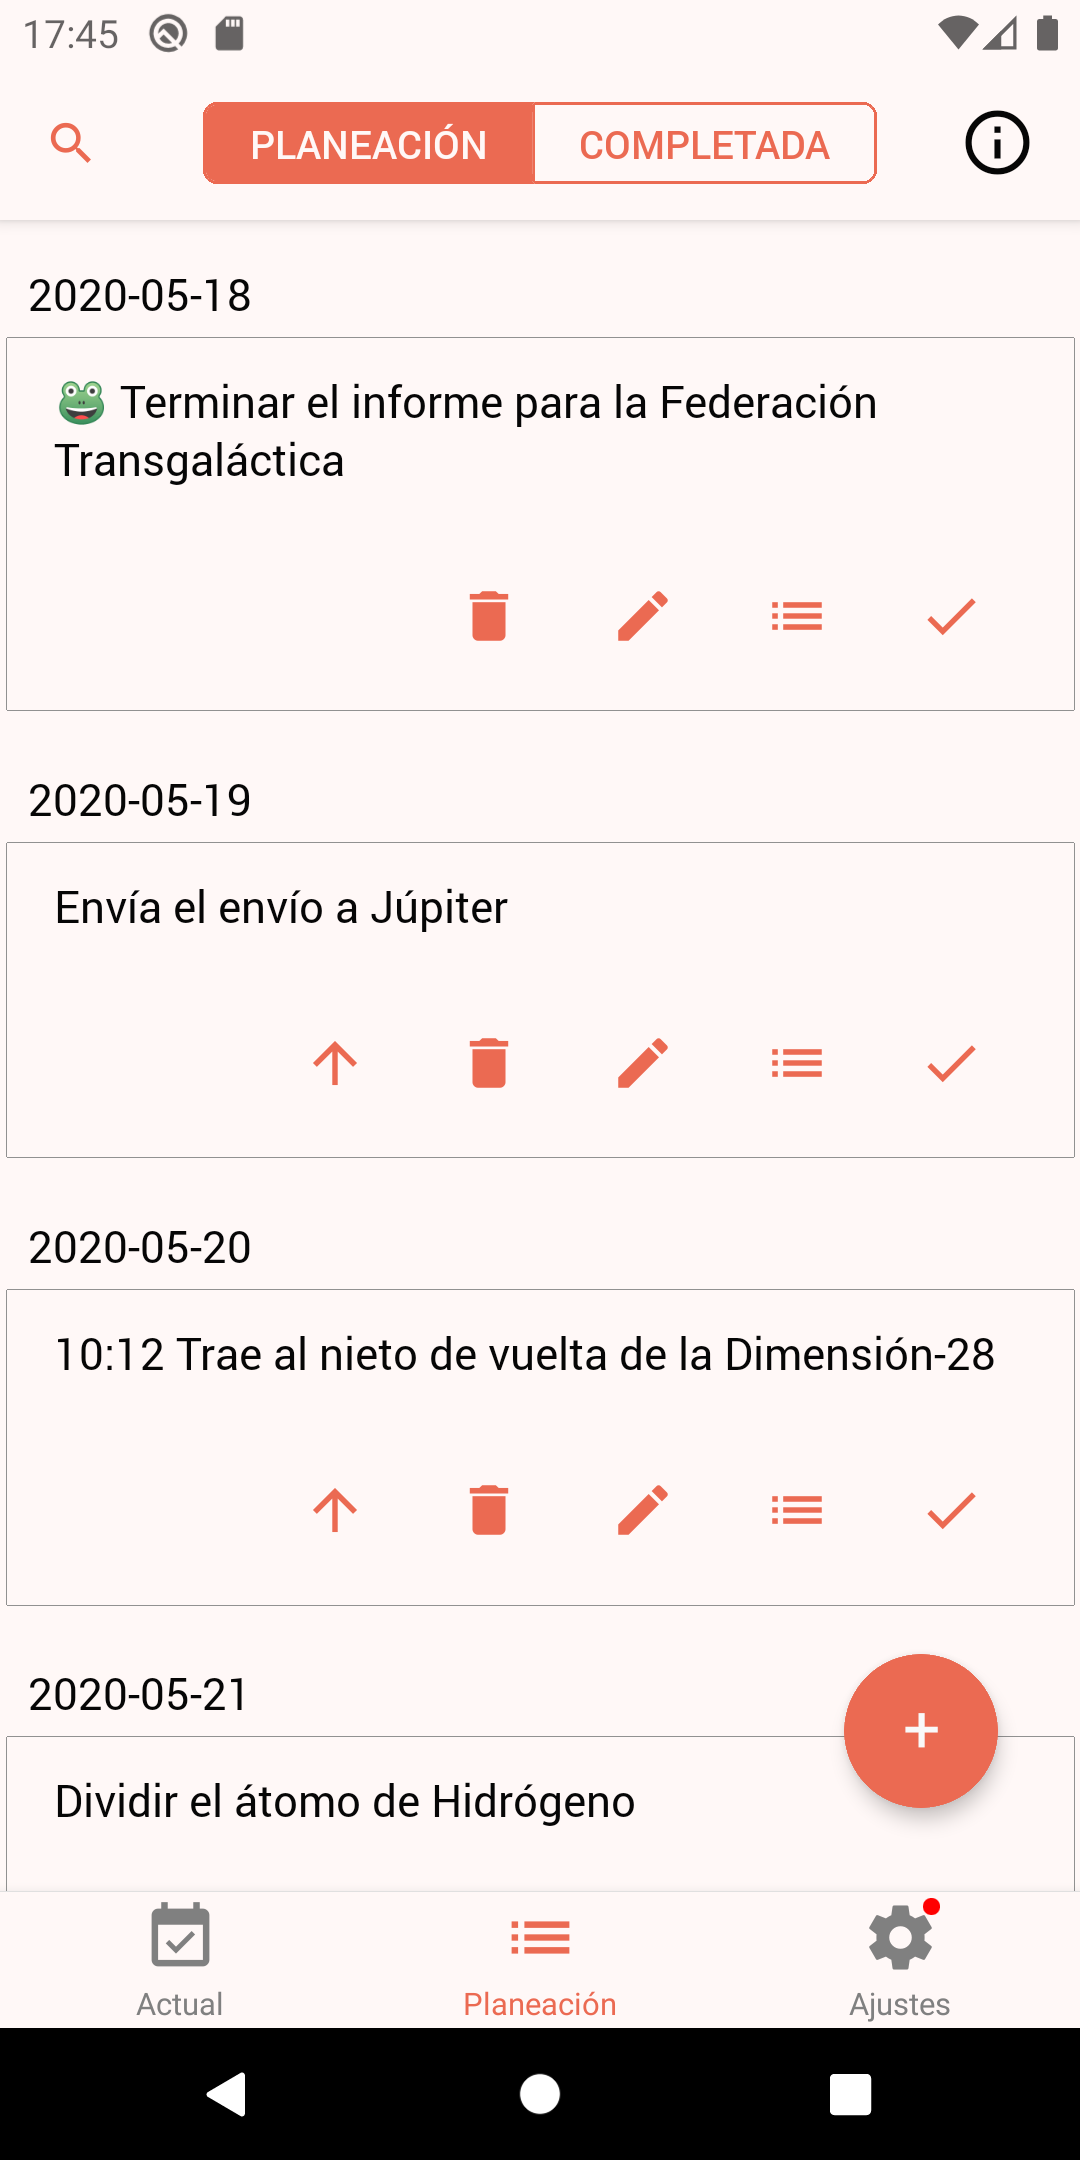 17:45
PLANEACIÓN COMPLETADA
2020-05-18
🐸 Terminar el informe para la Federación
Transgaláctica
2020-05-19
Envía el envío a Júpiter
2020-05-20
10:12 Trae al nieto de vuelta de la Dimensión-28
2020-05-21
Dividir el átomo de Hidrógeno
Actual Planeación Ajustes